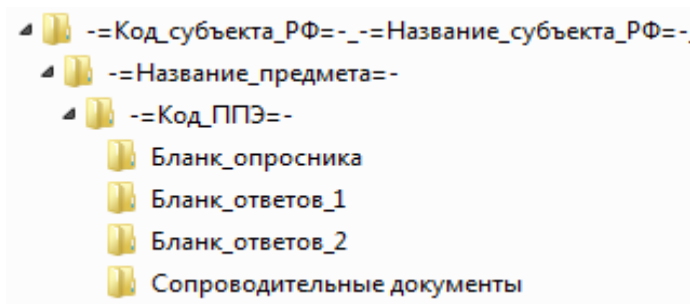 -=Код_субъекта_РФ=-_-=Название_субъекта_РФ=-_
-=Название_предмета=-
-=Код_ППЭ=-
Бланк_опросника
Бланк_ответов_1
Бланк_ответов_2
Сопроводительные документы